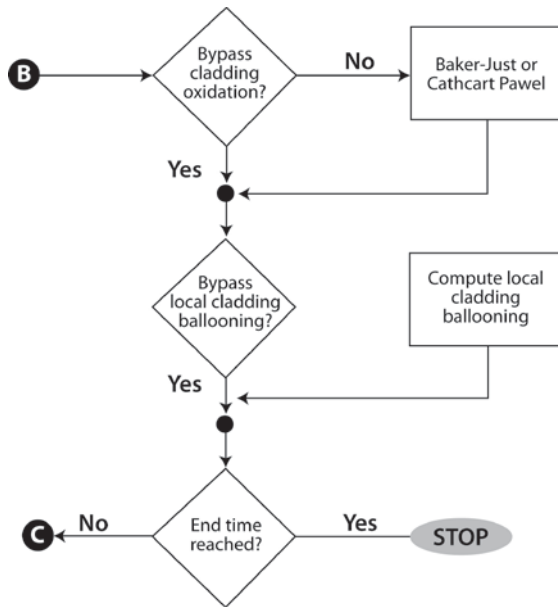 B
Bypass
cladding
oxidation?
No
Baker-Just or
Cathcart Pawel
Yes
Bypass
local cladding
ballooning?
Compute local
cladding
ballooning
Yes
C
No
End time
reached?
Yes
STOP